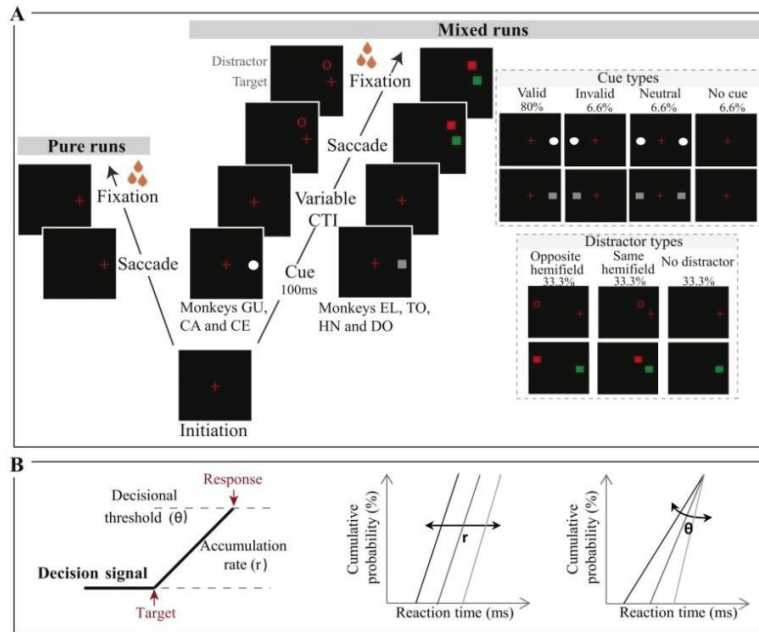 A
Mixed runs
Distractor
Target
Fixation
Saccade
Variable
CTI
Cue
100ms
Monkeys GU,
CA and CE
Monkeys EL, TO,
HN and DO
Pure runs
Fixation
Saccade
Initiation
Cue types
Valid Invalid Neutral No cue
80% 6.6% 6.6% 6.6%
Distractor types
Opposite hemifield Same hemifield No distractor
33.3% 33.3% 33.3%
B
Response
Decisional
threshold (θ)
Accumulation
rate (r)
Decision signal
Target
Cumulative
probability (%)
r
Reaction time (ms)
Cumulative
probability (%)
θ
Reaction time (ms)